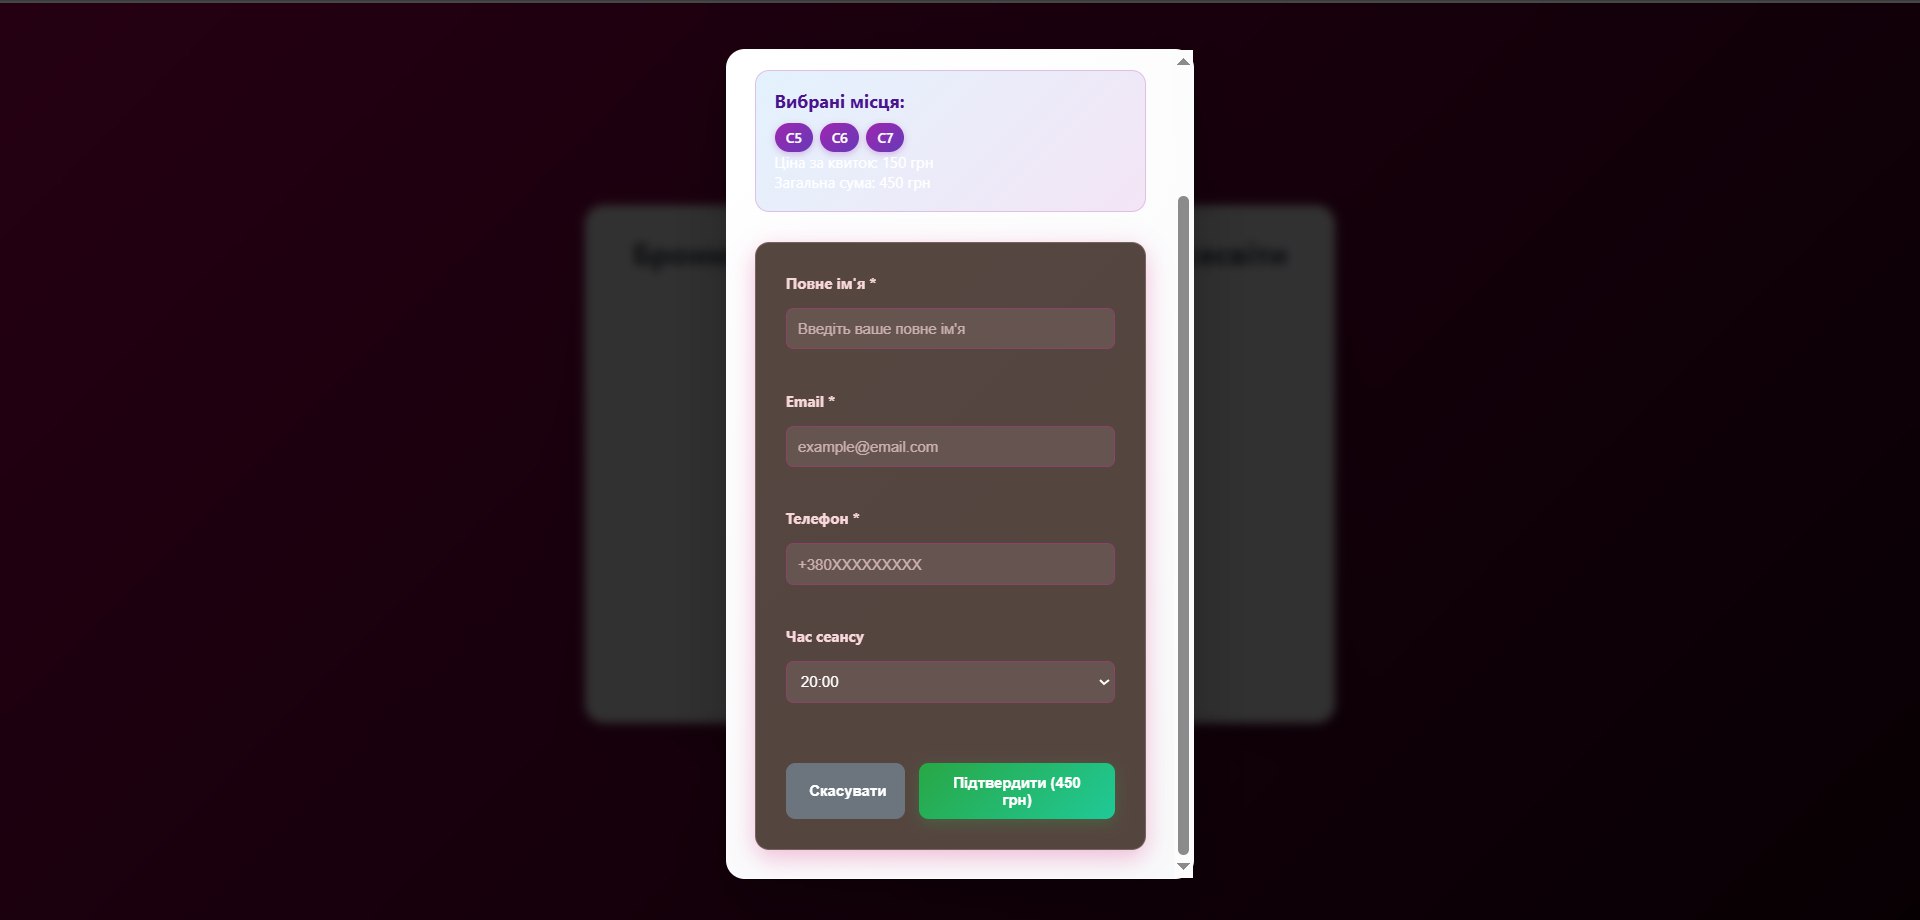 Вибрані місця:
C5 C6 C7
Ціна за квиток: 150 грн
Загальна сума: 450 грн
Повне ім'я *
Введіть ваше повне ім'я
Email *
example@email.com
Телефон *
+380XXXXXXXXX
Час сеансу
20:00
Скасувати
Підтвердити (450
грн)